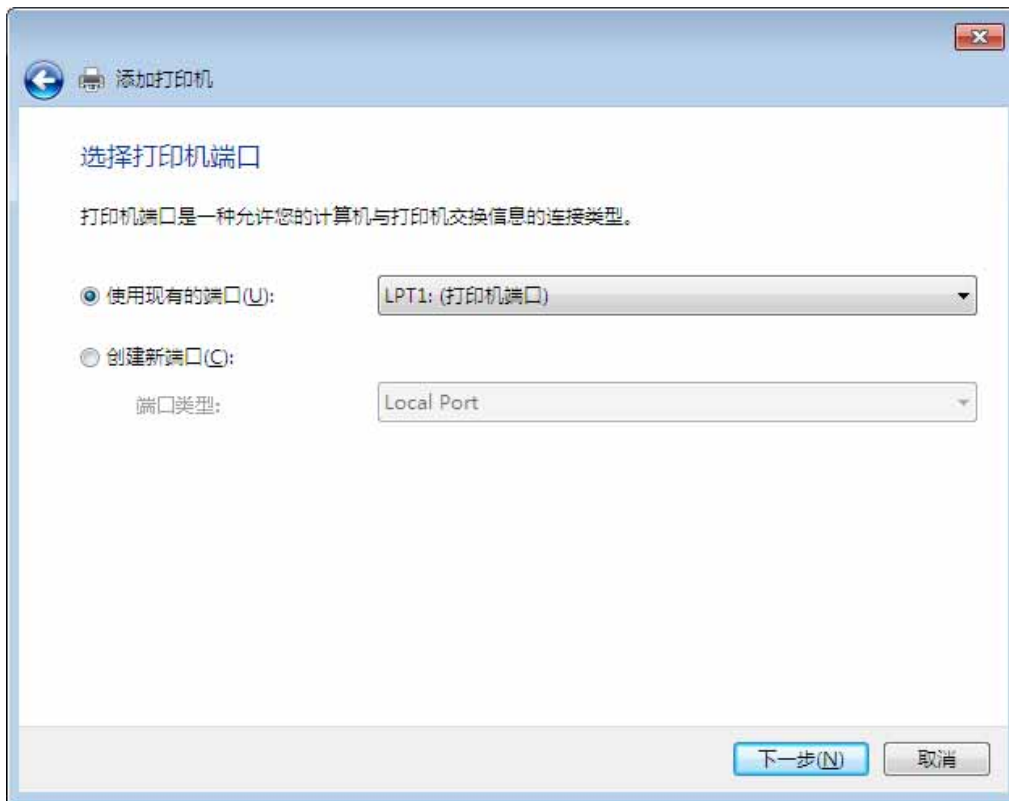 添加打印机
选择打印机端口
打印机端口是一种允许您的计算机与打印机交换信息的连接类型。
使用现有的端口(U):
LPT1: (打印机端口)
创建新端口(C):
端口类型:
Local Port
下一步(N)
取消